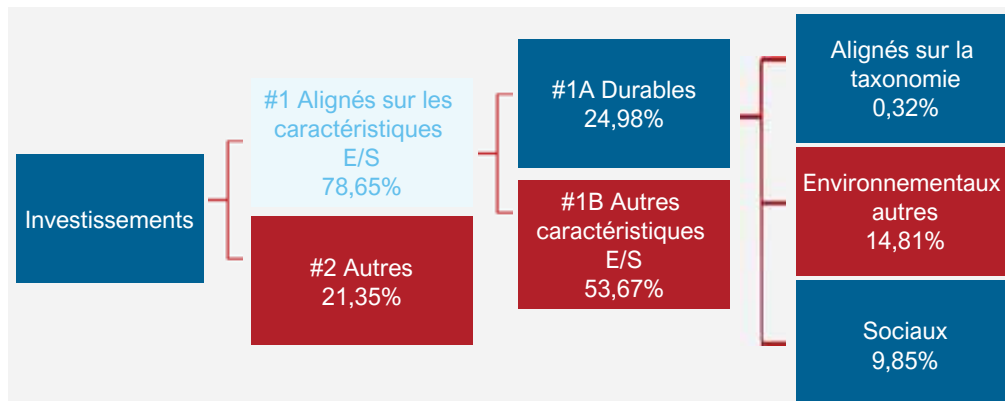 Investissements
#1 Alignés sur les
caractéristiques
E/S
78,65%
#2 Autres
21,35%
#1A Durables
24,98%
#1B Autres
caractéristiques
E/S
53,67%
Alignés sur la
taxonomie
0,32%
Environnementaux
autres
14,81%
Sociaux
9,85%